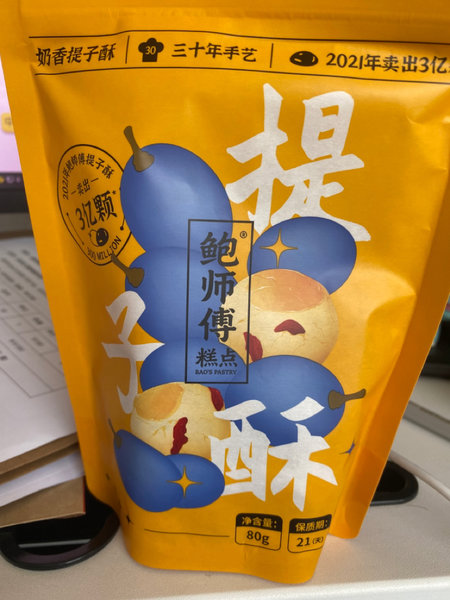 奶香提子酥 30 三十年手艺 2021年卖出3亿
提子酥
2021年鲍师傅提子酥
卖出
3亿颗
300 MILLION
鲍师傅®
糕点
BAO'S PASTRY
净含量: 保质期:
80g 21(天)